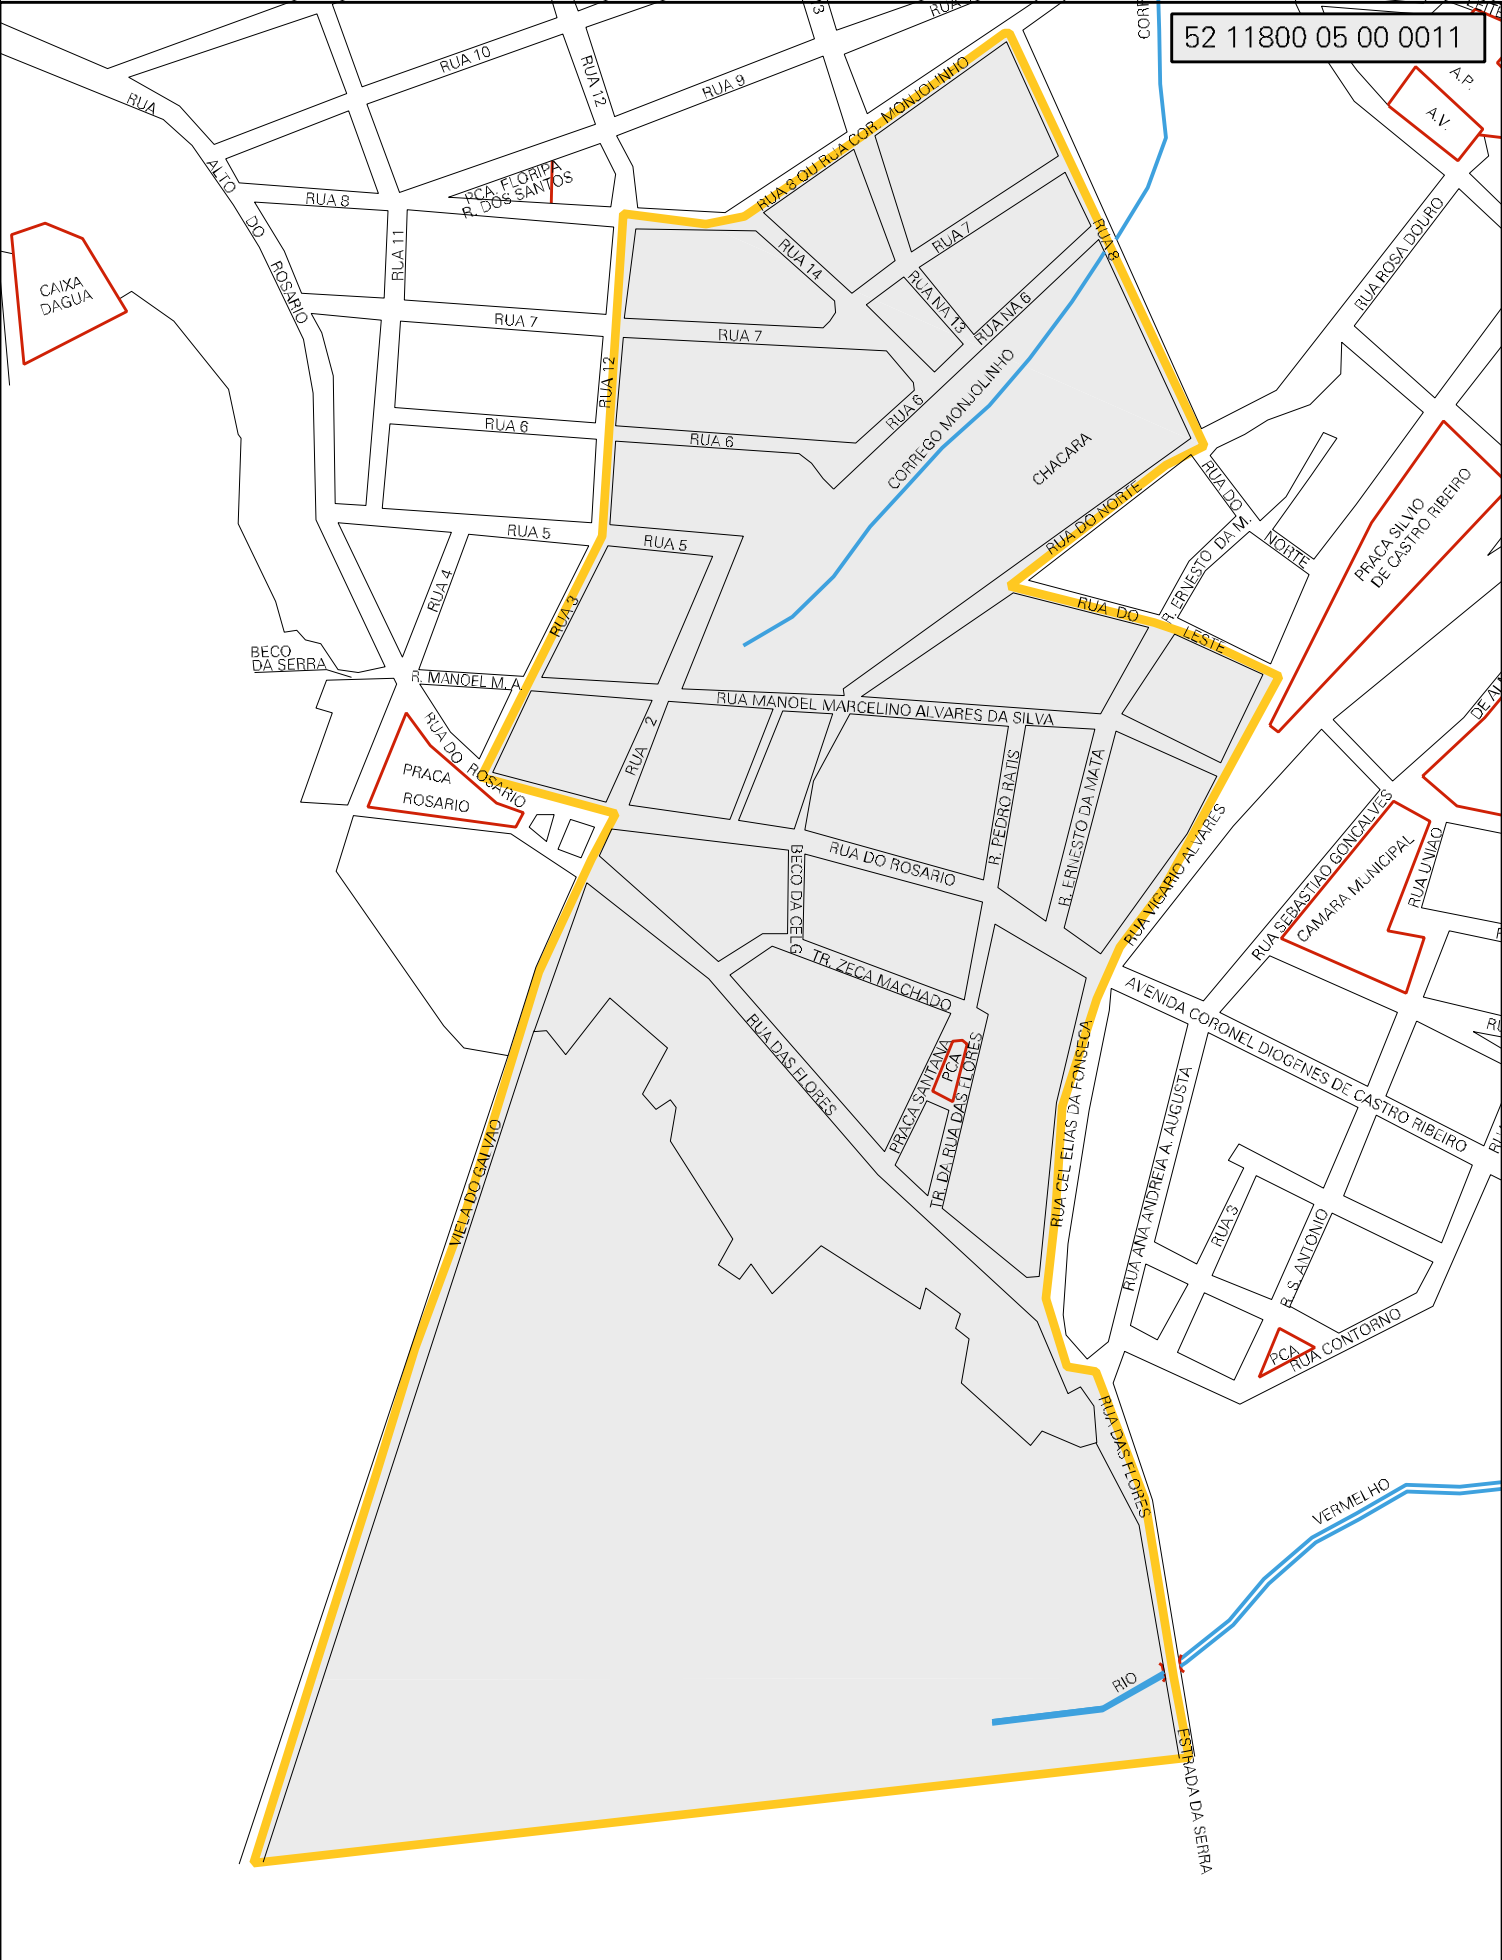 52 11800 05 00 0011
RUA 10
RUA 12
RUA 9
RUA
ALTO
DO
ROSARIO
A.P.
A.V.
PCA. FLORIPA
R. DOS SANTOS
RUA 8 OU RUA COR. MONJOLINHO
RUA 8
RUA 11
RUA 14
RUA 7
RUA 8
RUA ROSA DOURO
CAIXA
DAGUA
RUA NA 13
RUA NA 6
RUA 7
RUA 7
RUA 12
RUA 6
RUA 6
RUA 6
CORREGO MONJOLINHO
CHACARA
RUA DO NORTE
RUA DO
NORTE
PRACA SILVIO
DE CASTRO RIBEIRO
RUA 5
RUA 5
RUA 4
RUA 3
R. ERNESTO DA M.
RUA DO LESTE
BECO
DA SERRA
R. MANOEL M. A.
RUA MANOEL MARCELINO ALVARES DA SILVA
RUA DO ROSARIO
RUA 2
PRACA
ROSARIO
R. PEDRO RATIS
R. ERNESTO DA MATA
RUA DO ROSARIO
RUA VIGARIO ALVARES
RUA SEBASTIAO GONCALVES
CAMARA MUNICIPAL
RUA UNIAO
BECO DA CELG
TR. ZECA MACHADO
AVENIDA CORONEL DIOGENES DE CASTRO RIBEIRO
RUA DAS FLORES
PRACA SANTANA
PCA
TR. DA RUA DAS FLORES
RUA CEL ELIAS DA FONSECA
RUA ANA ANDREIA A. AUGUSTA
VIELA DO GALVAO
RUA 3
R. S. ANTONIO
PCA
RUA CONTORNO
RUA DAS FLORES
VERMELHO
RIO
ESTRADA DA SERRA